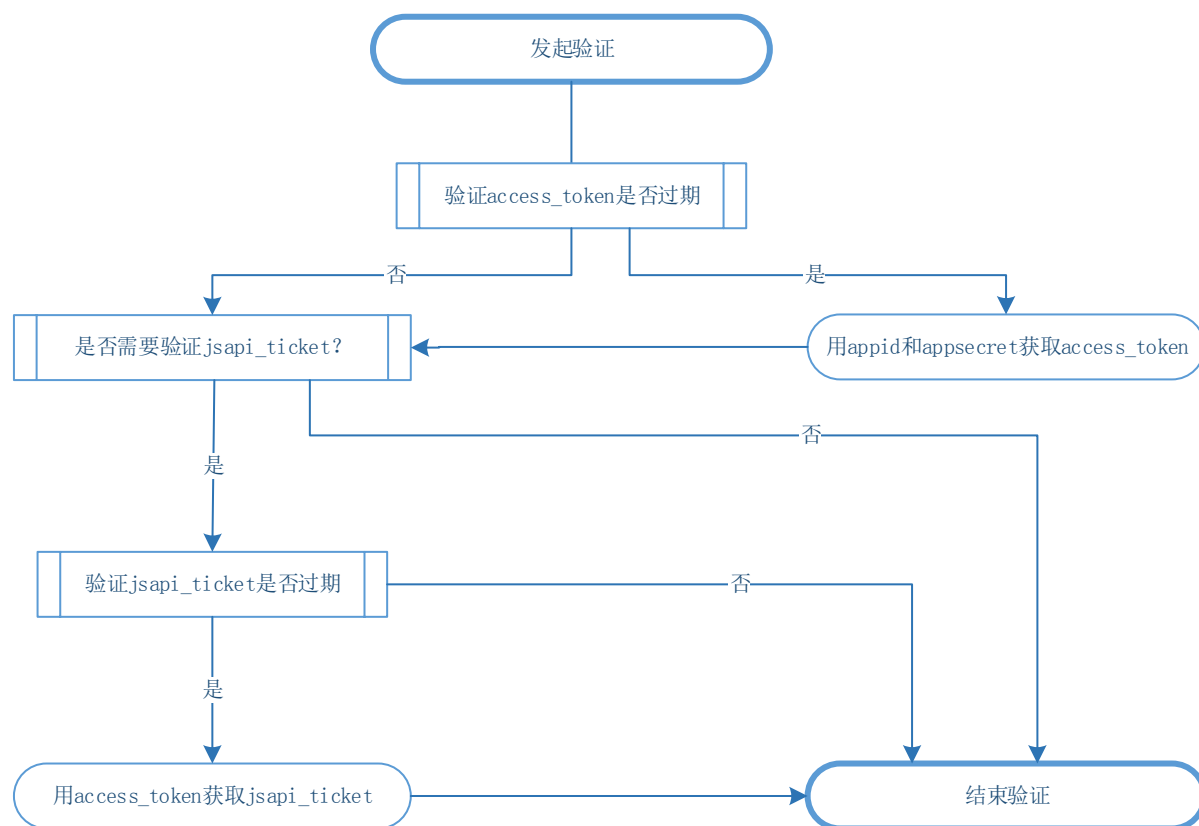 发起验证
验证access_token是否过期
否
是
是否需要验证jsapi_ticket?
用appid和appsecret获取access_token
否
是
验证jsapi_ticket是否过期
否
是
用access_token获取jsapi_ticket
结束验证